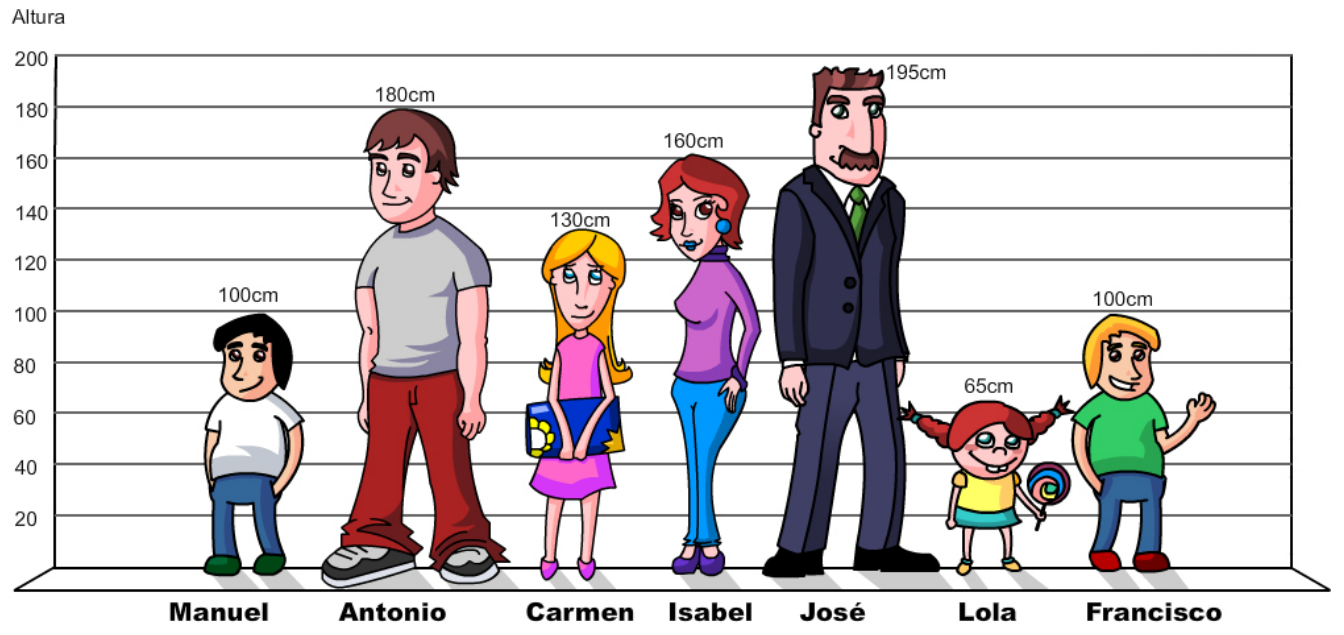 Altura
200
195cm
180
180cm
160
160cm
140
130cm
120
100
100cm
100cm
80
65cm
60
40
20
Manuel Antonio Carmen Isabel José Lola Francisco